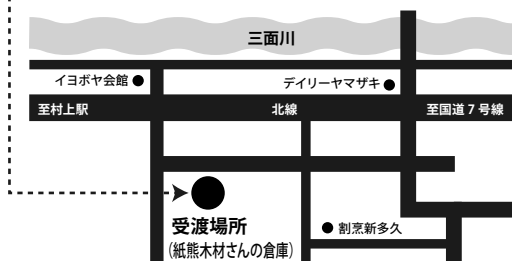 三面川
イヨボヤ会館
デイリーヤマザキ
至村上駅
北線
至国道７号線
受渡場所
割烹新多久
(紙熊木材さんの倉庫)